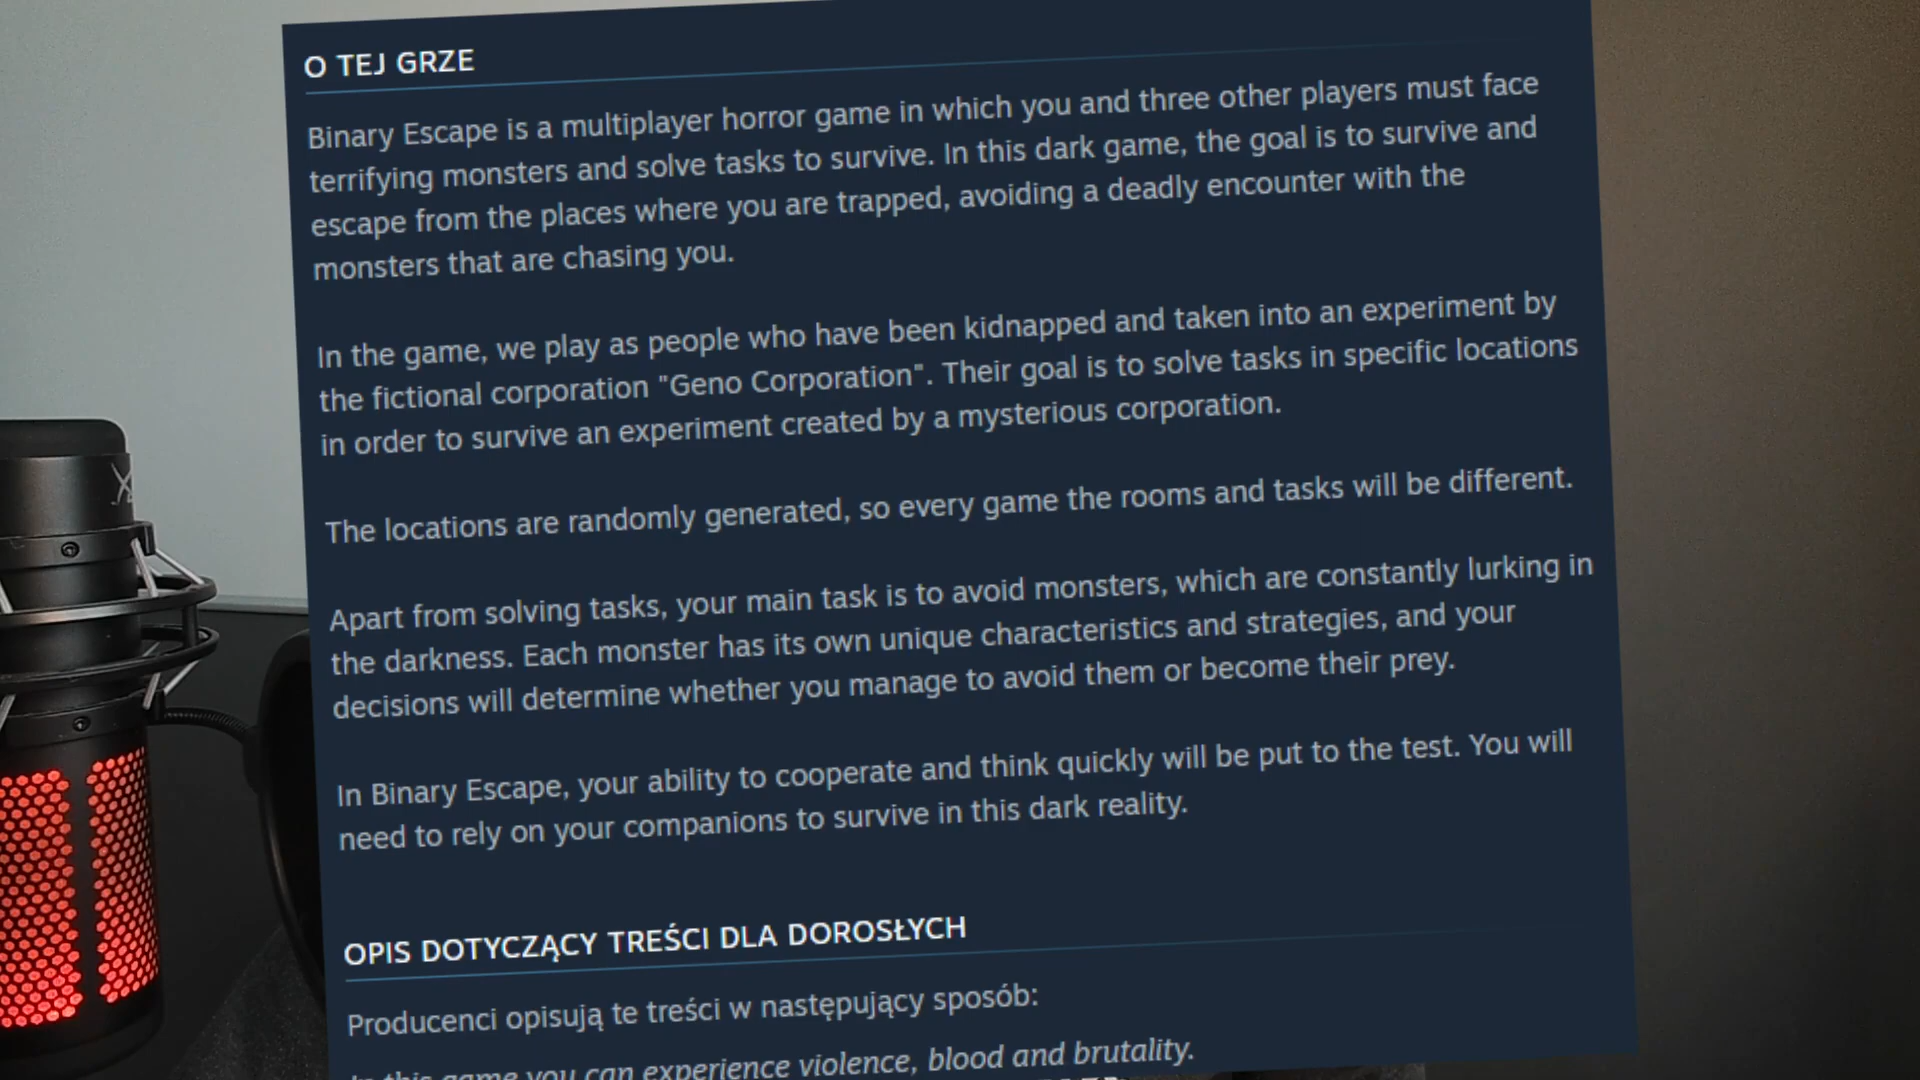 O TEJ GRZE
Binary Escape is a multiplayer horror game in which you and three other players must face
terrifying monsters and solve tasks to survive. In this dark game, the goal is to survive and
escape from the places where you are trapped, avoiding a deadly encounter with the
monsters that are chasing you.
In the game, we play as people who have been kidnapped and taken into an experiment by
the fictional corporation "Geno Corporation". Their goal is to solve tasks in specific locations
in order to survive an experiment created by a mysterious corporation.
The locations are randomly generated, so every game the rooms and tasks will be different.
Apart from solving tasks, your main task is to avoid monsters, which are constantly lurking in
the darkness. Each monster has its own unique characteristics and strategies, and your
decisions will determine whether you manage to avoid them or become their prey.
In Binary Escape, your ability to cooperate and think quickly will be put to the test. You will
need to rely on your companions to survive in this dark reality.
OPIS DOTYCZĄCY TREŚCI DLA DOROSŁYCH
Producenci opisują te treści w następujący sposób:
In this game you can experience violence, blood and brutality.